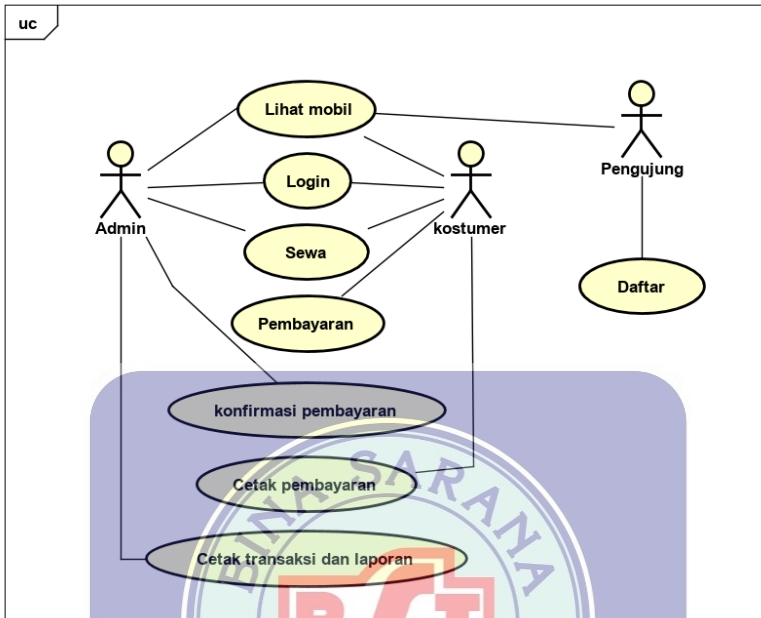 uc
Lihat mobil
Pengujung
Login
Admin
kostumer
Sewa
Daftar
Pembayaran
konfirmasi pembayaran
Cetak pembayaran
Cetak transaksi dan laporan
BINA SARANA
BSI